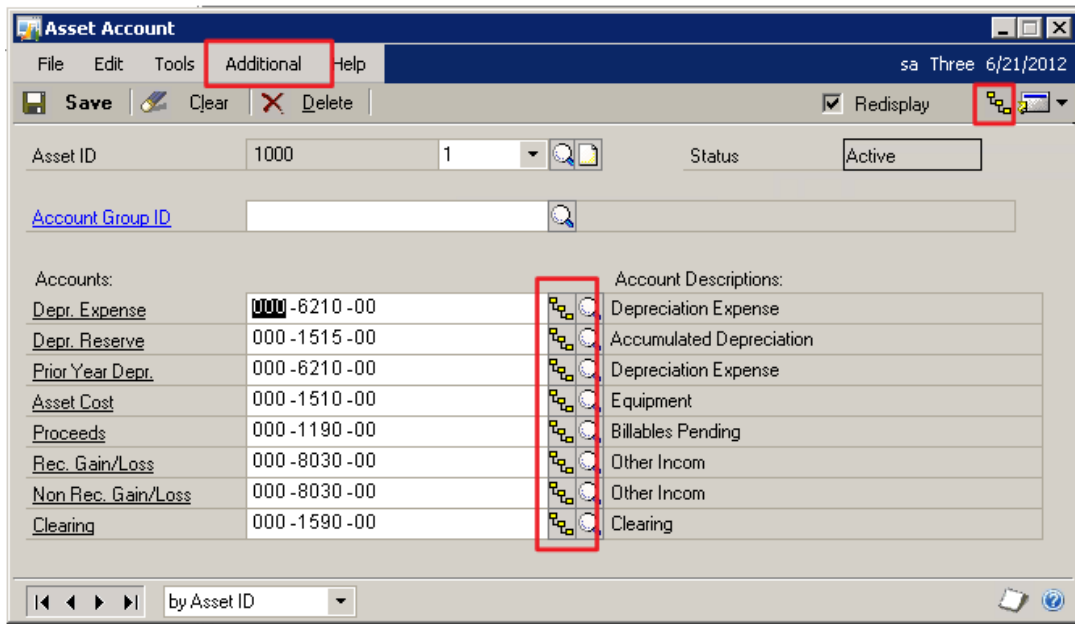 Asset Account
File Edit Tools Additional Help sa Three 6/21/2012
Save Clear Delete Redisplay
Asset ID 1000 1 Status Active
Account Group ID
Accounts: Account Descriptions:
Depr. Expense 000 -6210 -00 Depreciation Expense
Depr. Reserve 000 -1515 -00 Accumulated Depreciation
Prior Year Depr. 000 -6210 -00 Depreciation Expense
Asset Cost 000 -1510 -00 Equipment
Proceeds 000 -1190 -00 Billables Pending
Rec. Gain/Loss 000 -8030 -00 Other Incom
Non Rec. Gain/Loss 000 -8030 -00 Other Incom
Clearing 000 -1590 -00 Clearing
by Asset ID